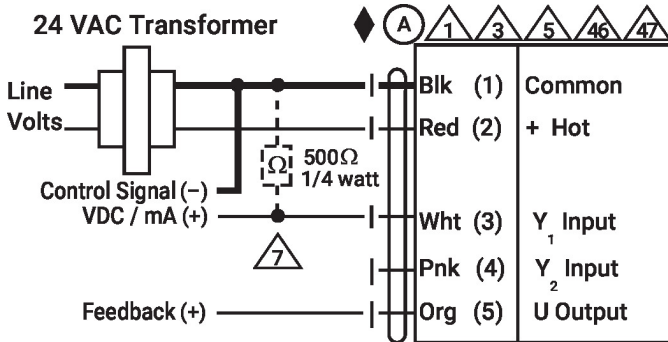 24 VAC Transformer
A 1 3 5 46 47
Line
Volts
Blk (1) Common
Red (2) + Hot
Ω 500Ω
1/4 watt
Control Signal (−)
VDC / mA (+)
Wht (3) Y1 Input
7
Pnk (4) Y2 Input
Feedback (+)
Org (5) U Output